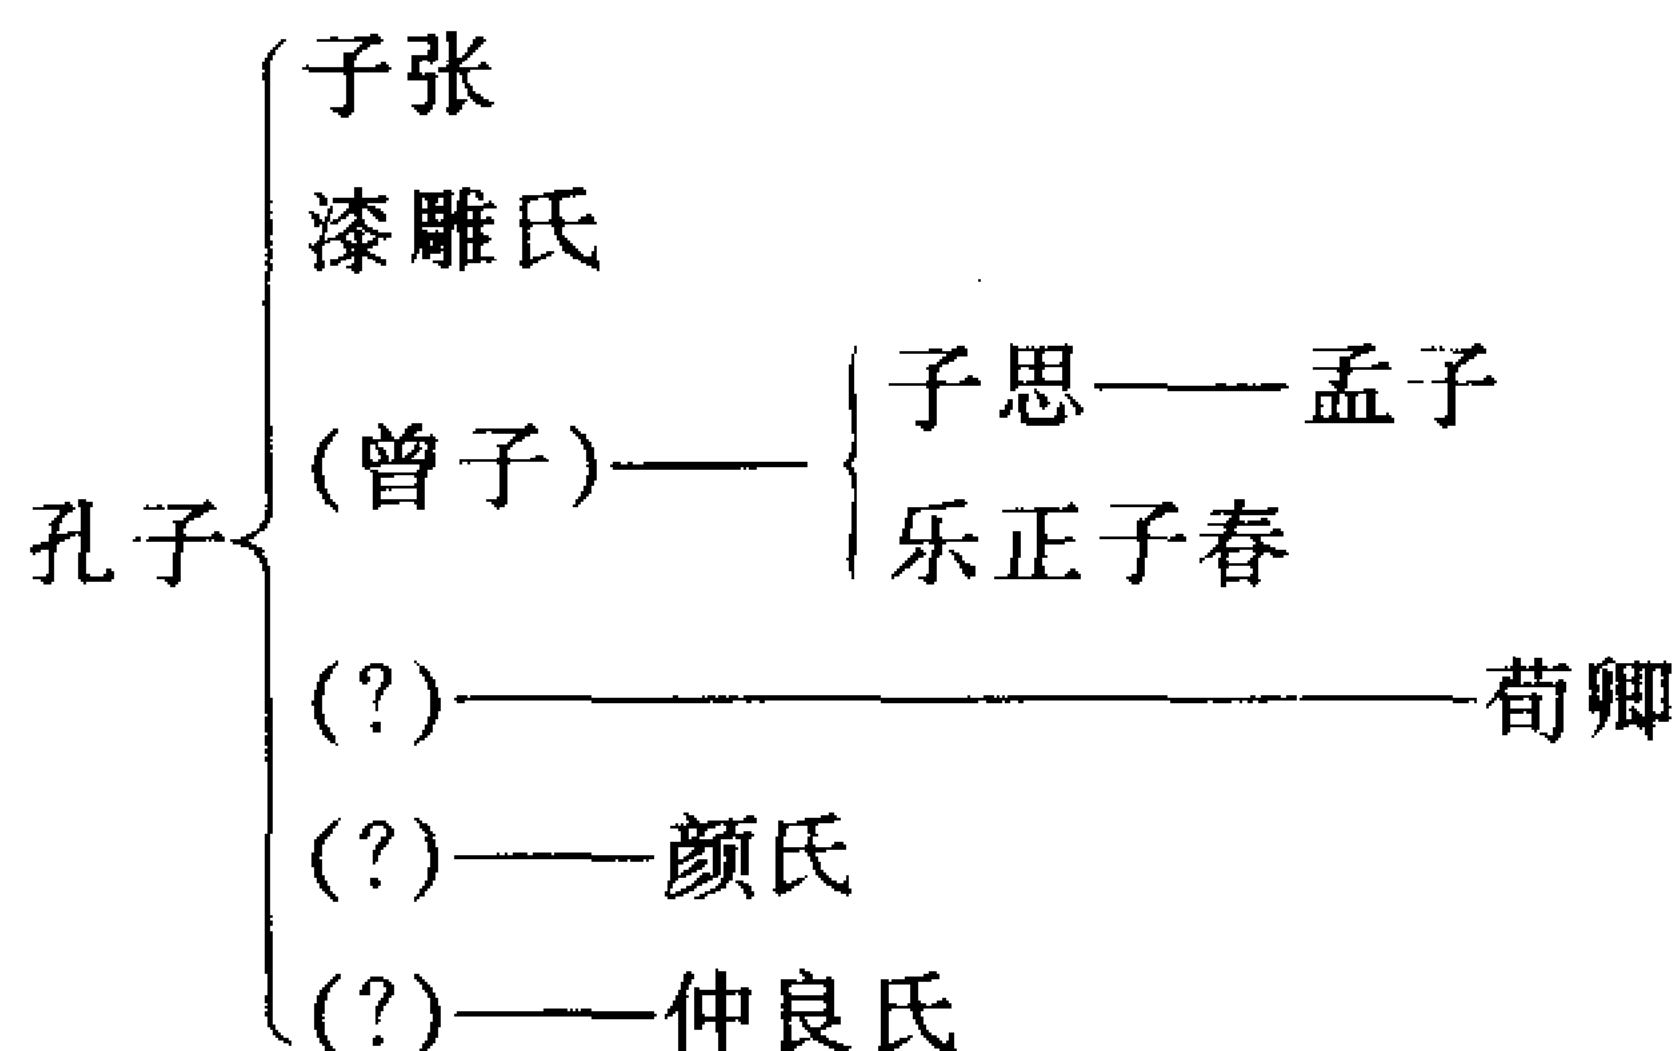 子张
漆雕氏
子思——孟子
(曾子)——
孔子
乐正子春
(?)——荀卿
(?)——颜氏
(?)——仲良氏